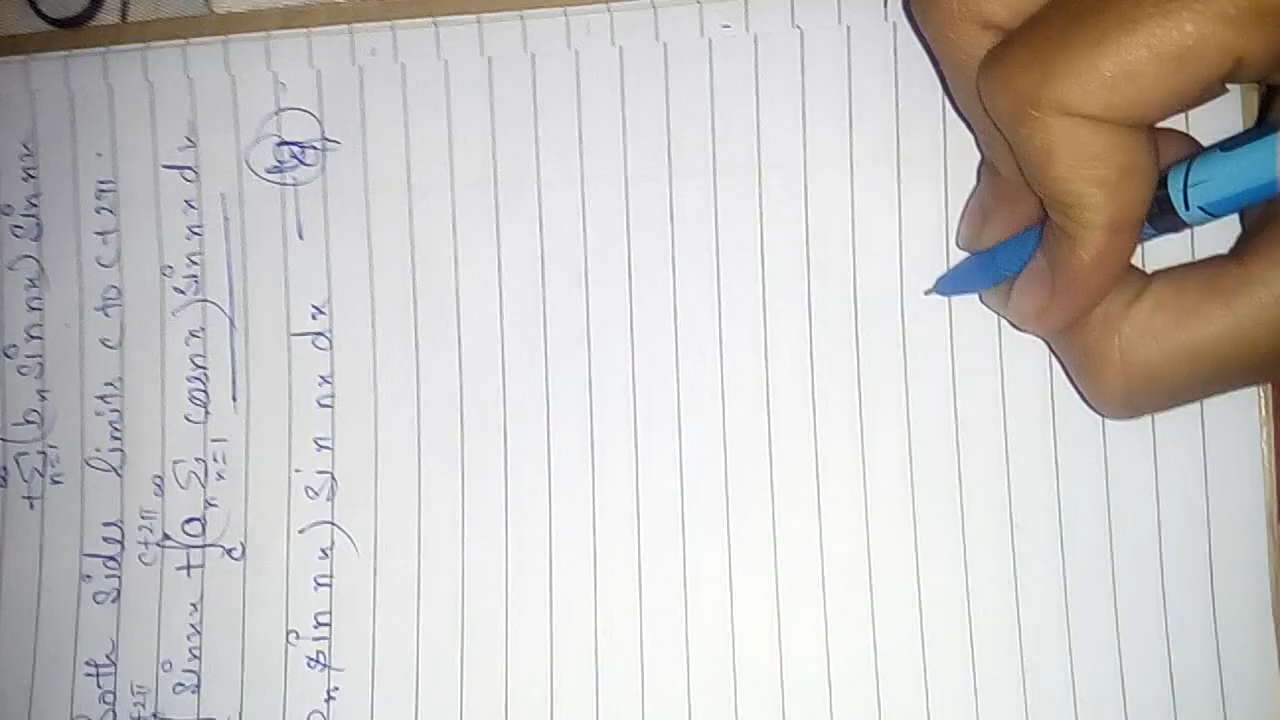 + ∞ Σ n=1 (bn sin nx) sin nx
both sides limits c to c+2π.
sin nx + ∫ c c+2π (an ∞ Σ n=1 cos nx) sin nx dx
n sin nx) sin nx dx —